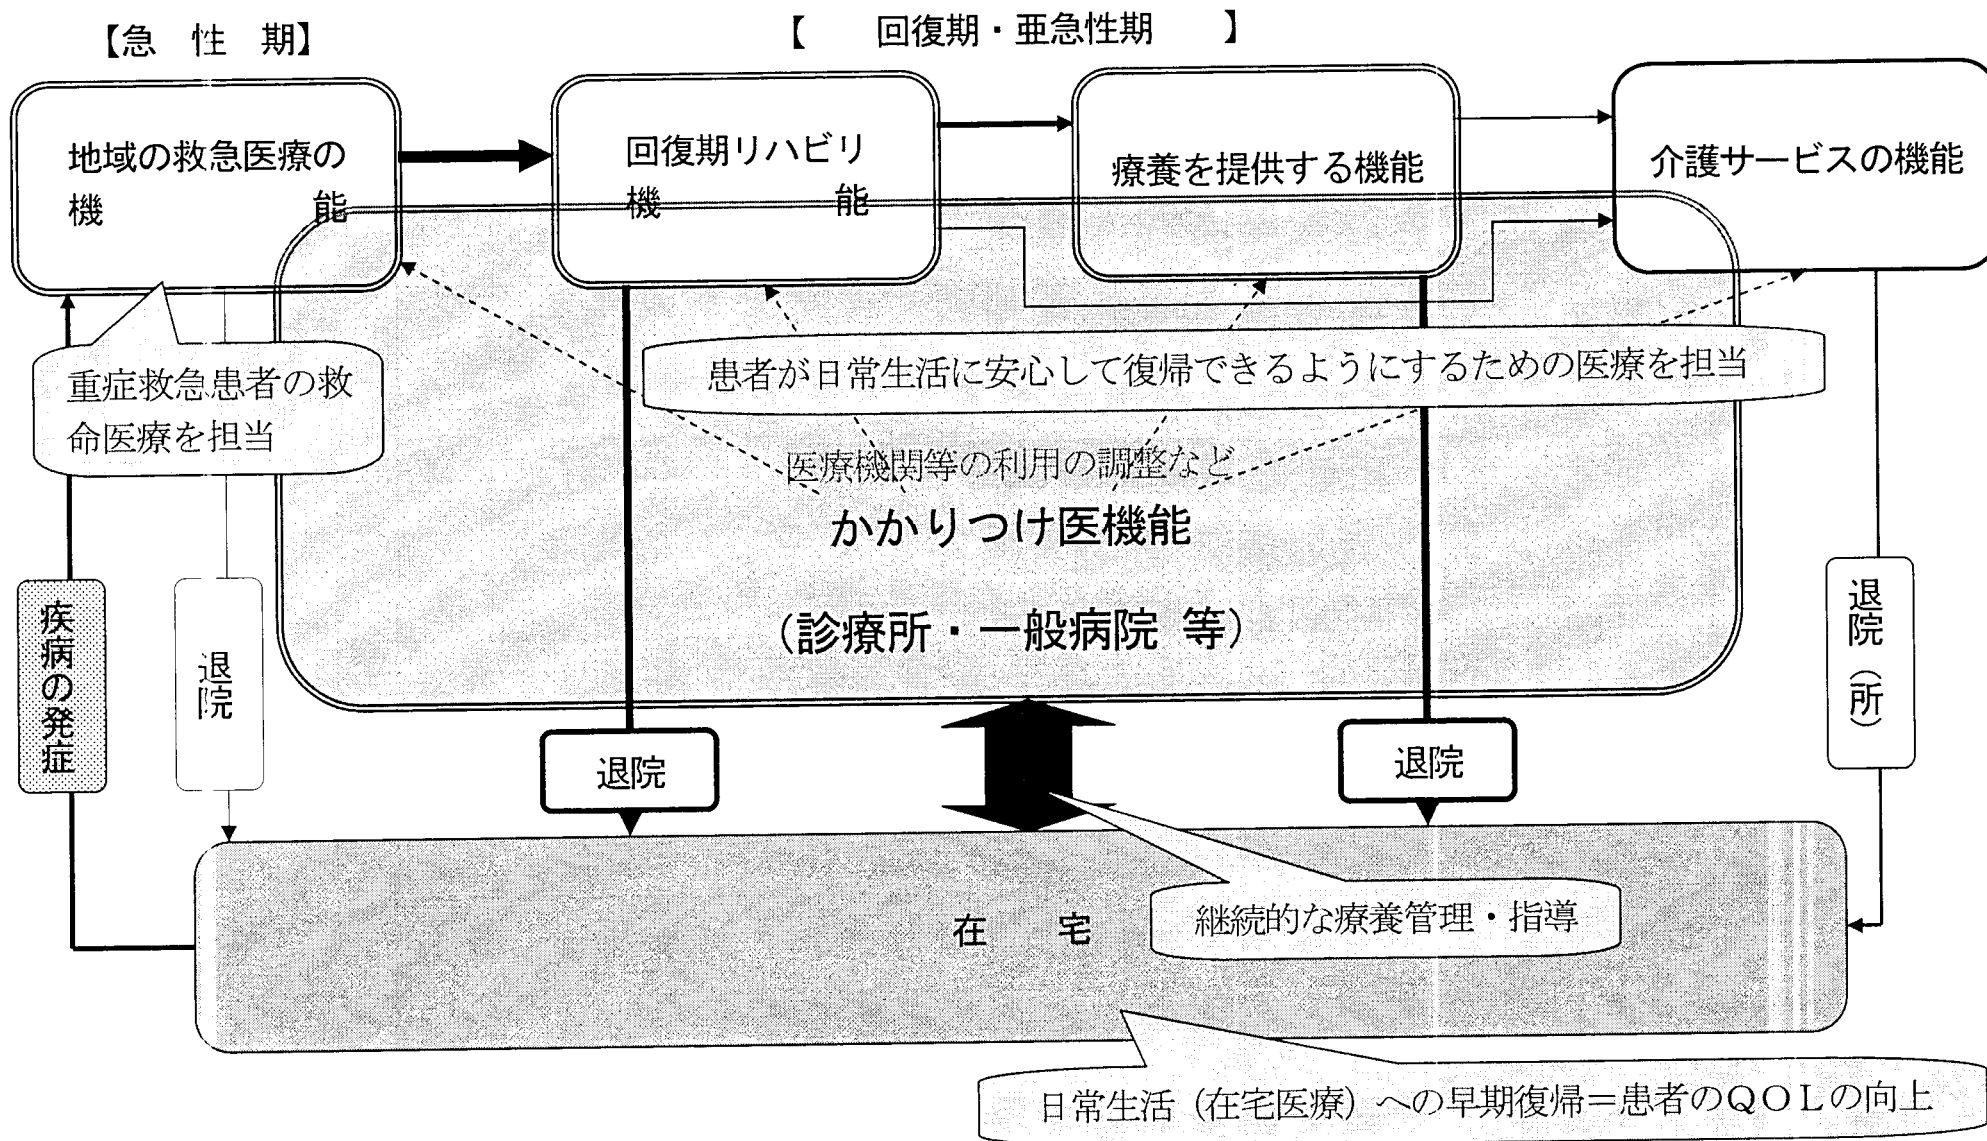 【急　性　期】
【　　回復期・亜急性期　　】
地域の救急医療の
機　　　　　能
回復期リハビリ
機　　　　　能
療養を提供する機能
介護サービスの機能
重症救急患者の救
命医療を担当
患者が日常生活に安心して復帰できるようにするための医療を担当
医療機関等の利用の調整など
かかりつけ医機能
（診療所・一般病院 等）
疾病の発症
退院
退院
退院
退院（所）
在　　宅
継続的な療養管理・指導
日常生活（在宅医療）への早期復帰＝患者のＱＯＬの向上